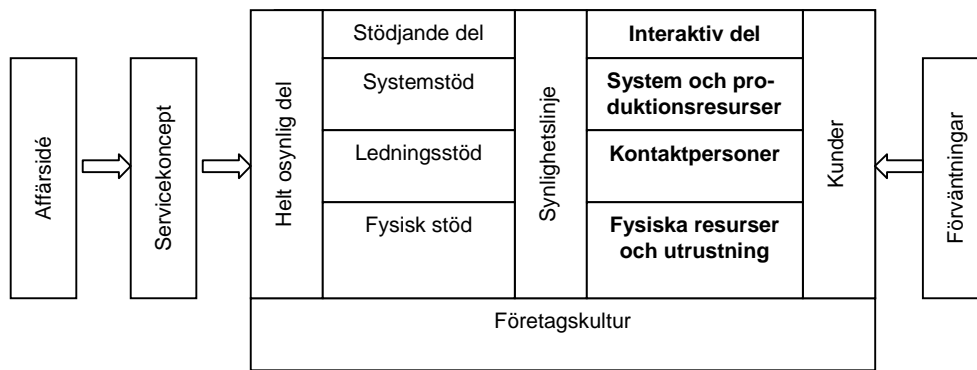 Affärsidé
Servicekoncept
Helt osynlig del
Stödjande del
Systemstöd
Ledningsstöd
Fysisk stöd
Synlighetslinje
Interaktiv del
System och pro-
duktionsresurser
Kontaktpersoner
Fysiska resurser
och utrustning
Kunder
Förväntningar
Företagskultur